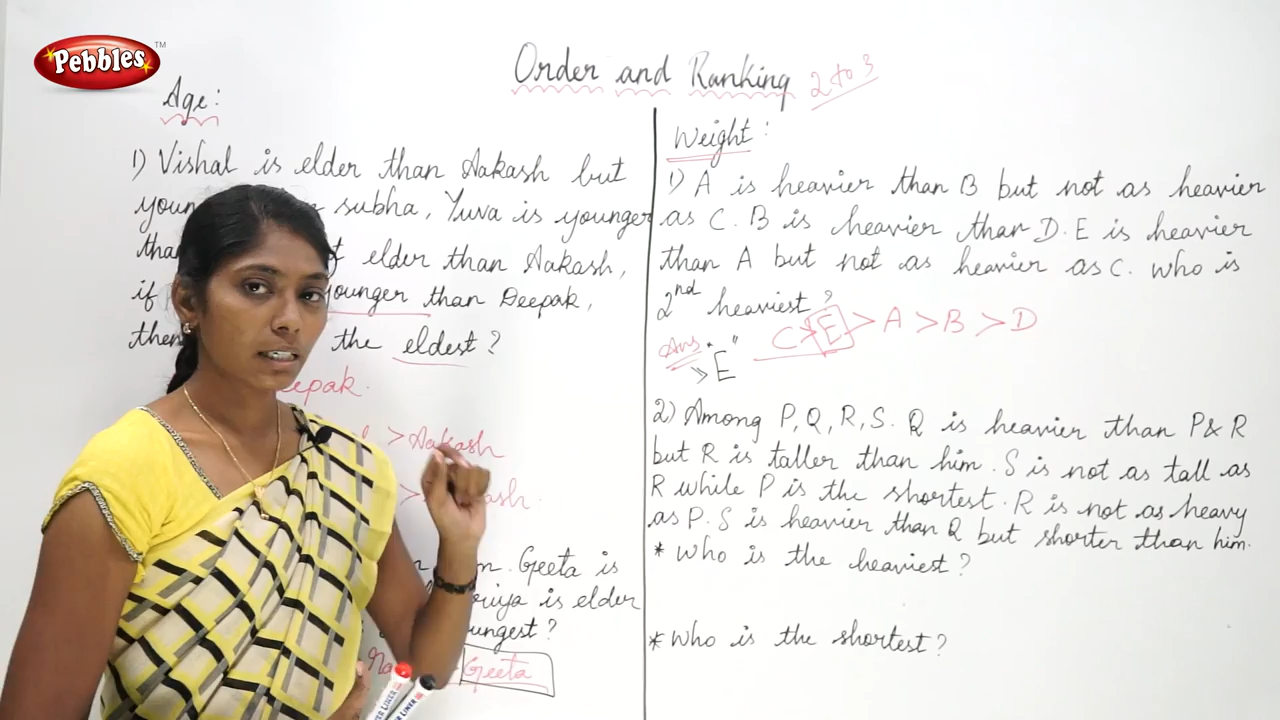 Pebbles TM
Order and Ranking 2 to 3
Age:
1) Vishal is elder than Aakash but
subha, Yuva is younger
elder than Aakash,
if younger than Deepak,
the eldest?
> Aakash
>
Geeta is
is elder
Geeta
Weight:
1) A is heavier than B but not as heavier
as C. B is heavier than D. E is heavier
than A but not as heavier as C. Who is
2nd heaviest?
C > E > A > B > D
Ans
"E"
2) Among P, Q, R, S. Q is heavier than P & R
but R is taller than him. S is not as tall as
R while P is the shortest. R is not as heavy
as P. S is heavier than Q but shorter than him.
* Who is the heaviest?
* Who is the shortest?